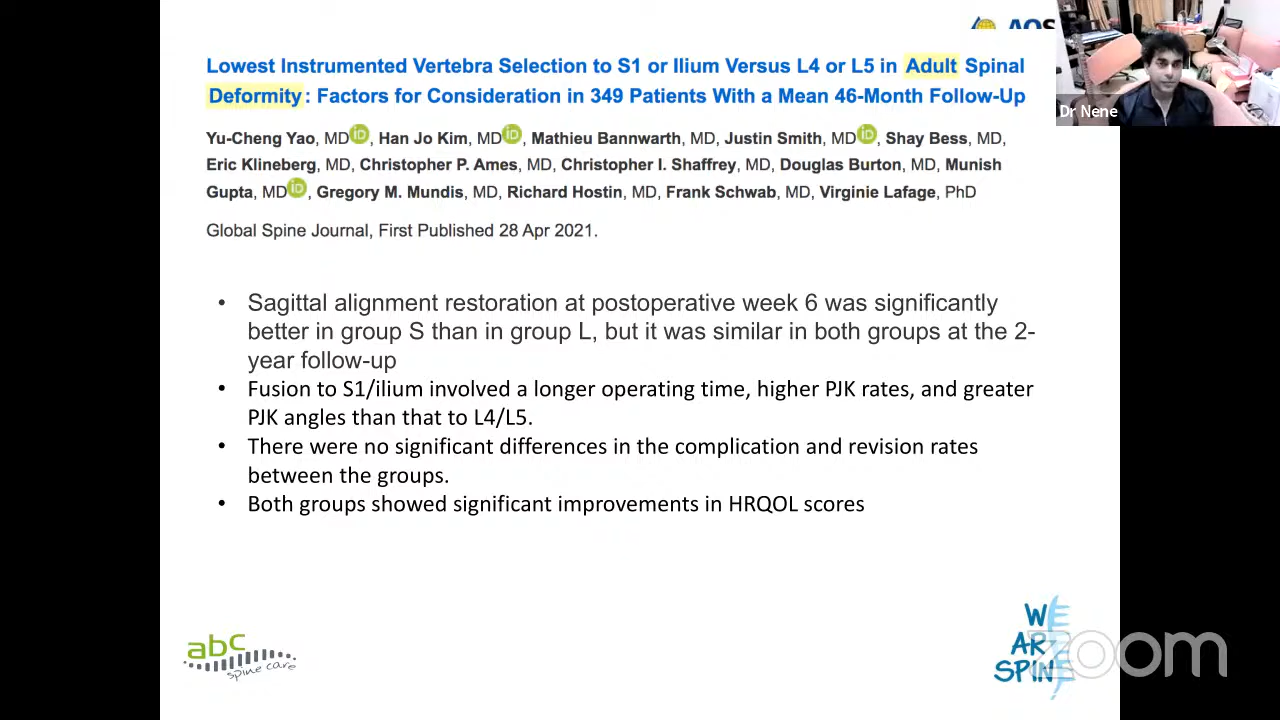 AOS
Lowest Instrumented Vertebra Selection to S1 or Ilium Versus L4 or L5 in Adult Spinal
Deformity: Factors for Consideration in 349 Patients With a Mean 46-Month Follow-Up
Dr Nene
Yu-Cheng Yao, MD iD, Han Jo Kim, MD iD, Mathieu Bannwarth, MD, Justin Smith, MD iD, Shay Bess, MD,
Eric Klineberg, MD, Christopher P. Ames, MD, Christopher I. Shaffrey, MD, Douglas Burton, MD, Munish
Gupta, MD iD, Gregory M. Mundis, MD, Richard Hostin, MD, Frank Schwab, MD, Virginie Lafage, PhD
Global Spine Journal, First Published 28 Apr 2021.
• Sagittal alignment restoration at postoperative week 6 was significantly
better in group S than in group L, but it was similar in both groups at the 2-
year follow-up
• Fusion to S1/ilium involved a longer operating time, higher PJK rates, and greater
PJK angles than that to L4/L5.
• There were no significant differences in the complication and revision rates
between the groups.
• Both groups showed significant improvements in HRQOL scores
abc
spine care
WE
ARE
SPINE
zoom